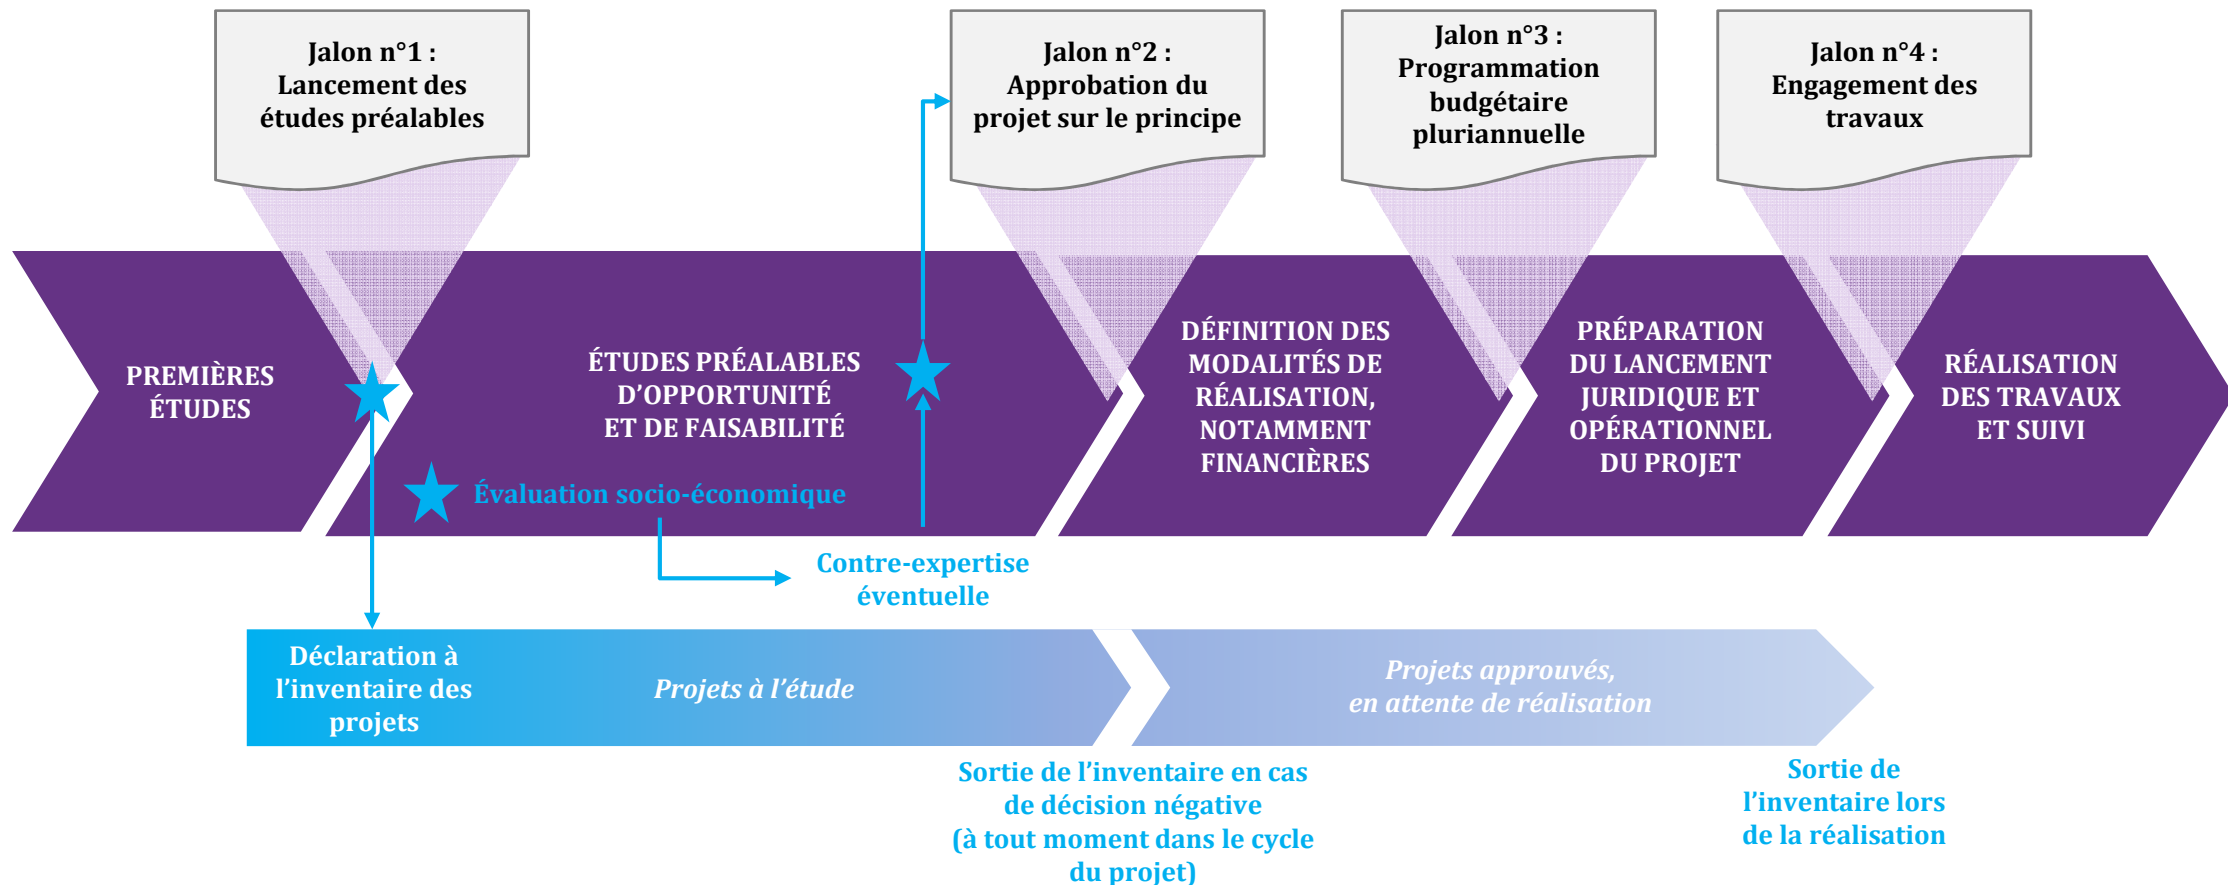 Jalon n°1 :
Lancement des
études préalables
Jalon n°2 :
Approbation du
projet sur le principe
Jalon n°3 :
Programmation
budgétaire
pluriannuelle
Jalon n°4 :
Engagement des
travaux
PREMIÈRES
ÉTUDES
ÉTUDES PRÉALABLES
D’OPPORTUNITÉ
ET DE FAISABILITÉ
Évaluation socio-économique
DÉFINITION DES
MODALITÉS DE
RÉALISATION,
NOTAMMENT
FINANCIÈRES
PRÉPARATION
DU LANCEMENT
JURIDIQUE ET
OPÉRATIONNEL
DU PROJET
RÉALISATION
DES TRAVAUX
ET SUIVI
Contre-expertise
éventuelle
Déclaration à
l’inventaire des
projets
Projets à l’étude
Projets approuvés,
en attente de réalisation
Sortie de l’inventaire en cas
de décision négative
(à tout moment dans le cycle
du projet)
Sortie de
l’inventaire lors
de la réalisation